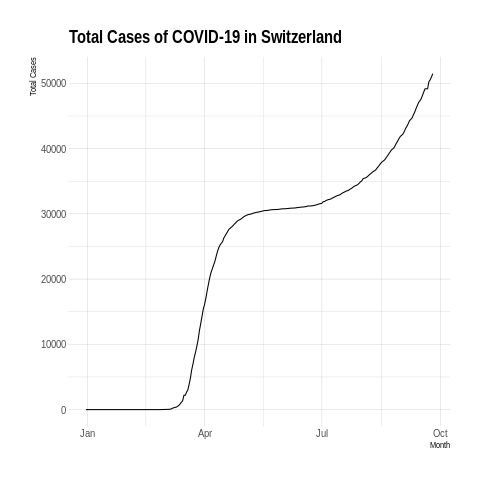 Total Cases of COVID-19 in Switzerland
Total Cases
50000
40000
30000
20000
10000
0
Jan Apr Jul Oct
Month